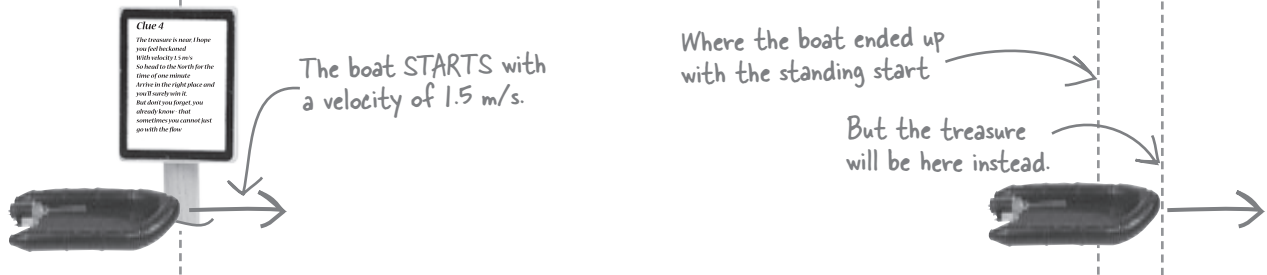 Clue 4
The treasure is near, I hope
you feel beckoned
With velocity 1.5 m/s
So head to the North for the
time of one minute
Arrive in the right place and
you'll surely win it.
But don't you forget, you
already know - that
sometimes you cannot just
go with the flow
The boat STARTS with
a velocity of 1.5 m/s.
Where the boat ended up
with the standing start
But the treasure
will be here instead.